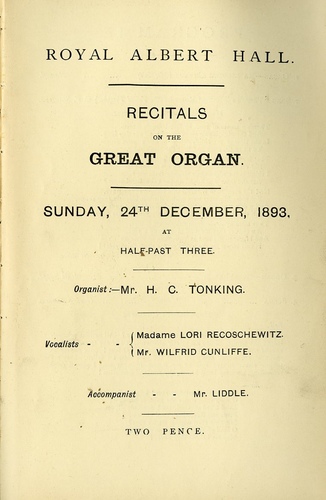 ROYAL ALBERT HALL.
RECITALS
ON THE
GREAT ORGAN.
SUNDAY, 24TH DECEMBER, 1893,
AT
HALF-PAST THREE.
Organist:—Mr. H. C. TONKING.
Vocalists - - { Madame LORI RECOSCHEWITZ.
Mr. WILFRID CUNLIFFE.
Accompanist - - Mr. LIDDLE.
TWO PENCE.